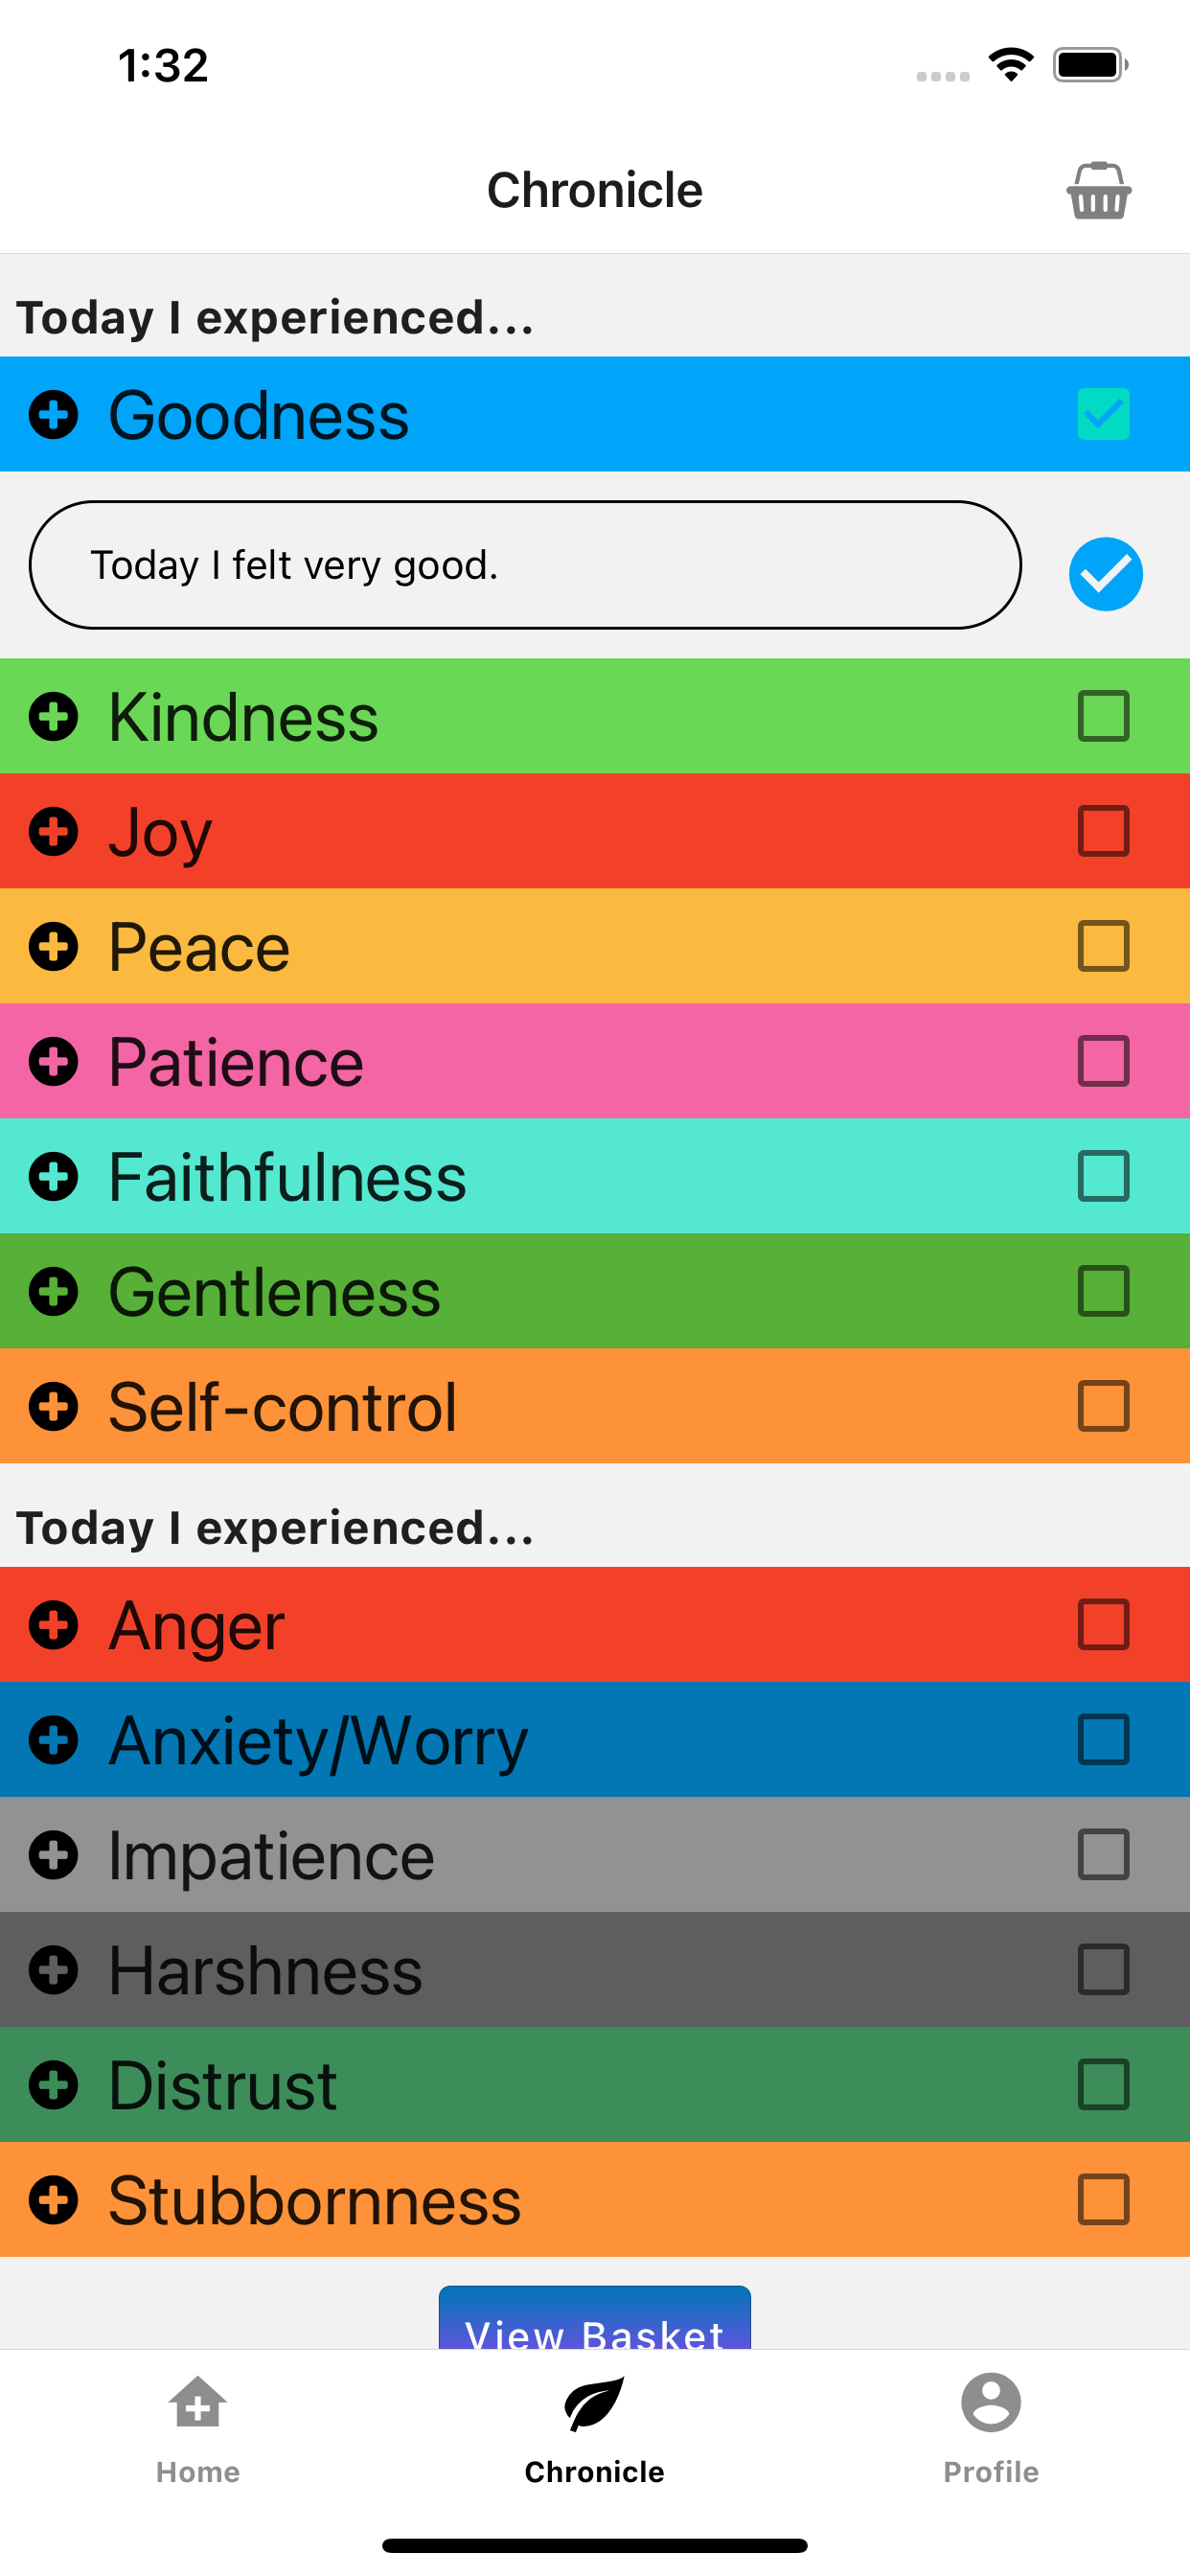 1:32
Chronicle
Today I experienced...
Goodness
Today I felt very good.
Kindness
Joy
Peace
Patience
Faithfulness
Gentleness
Self-control
Today I experienced...
Anger
Anxiety/Worry
Impatience
Harshness
Distrust
Stubbornness
View Basket
Home Chronicle Profile